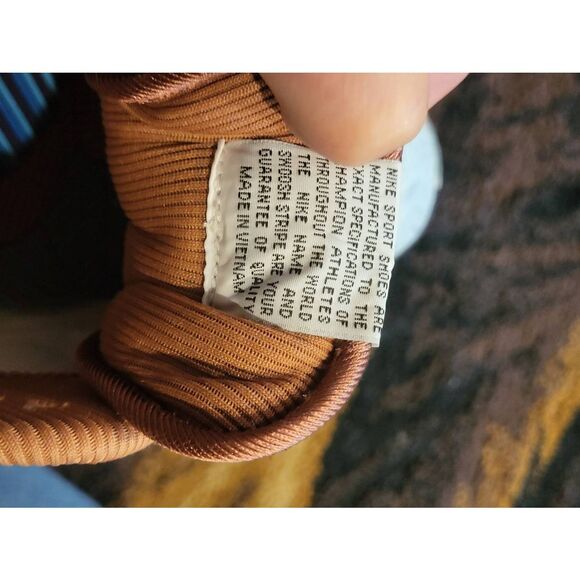 NIKE SPORT SHOES ARE
MANUFACTURED TO THE
EXACT SPECIFICATIONS OF
CHAMPION ATHLETES
THROUGHOUT THE WORLD
THE NIKE NAME AND
SWOOSH STRIPE ARE YOUR
GUARANTEE OF QUALITY
MADE IN VIETNAM